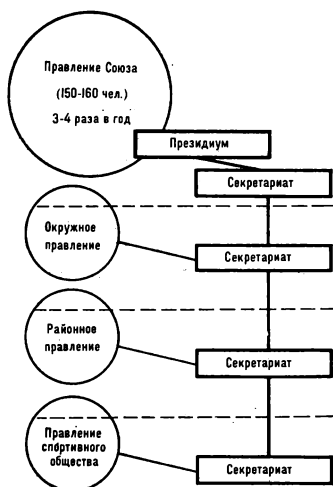 Правление Союза
(150-160 чел.)
3-4 раза в год
Президиум
Секретариат
Окружное
правление
Секретариат
Районное
правление
Секретариат
Правление
спортивного
общества
Секретариат